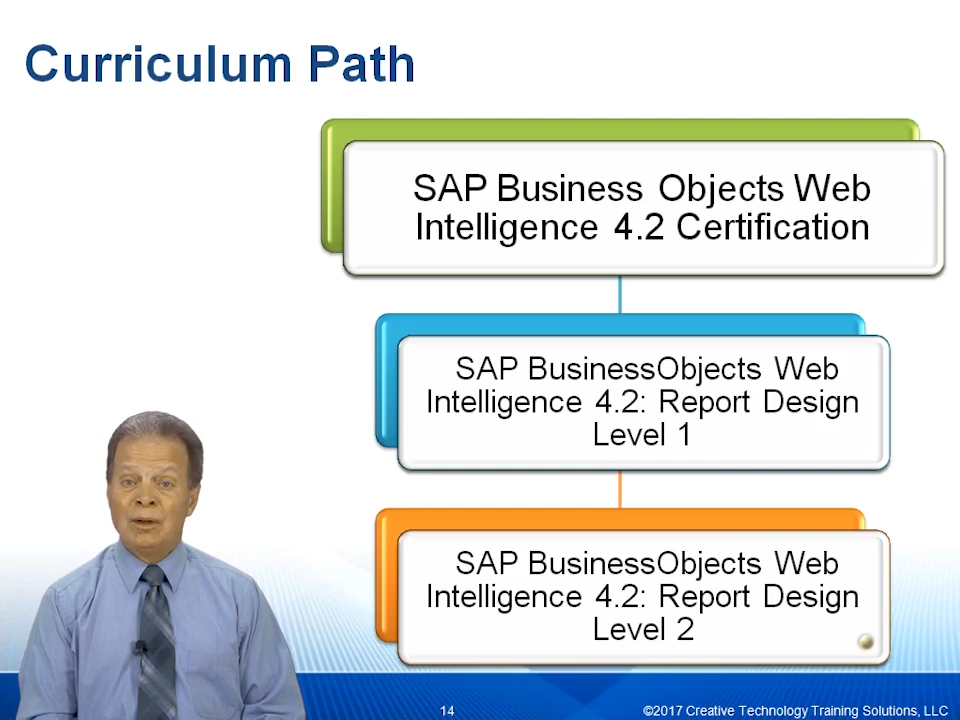 Curriculum Path
SAP Business Objects Web
Intelligence 4.2 Certification
SAP BusinessObjects Web
Intelligence 4.2: Report Design
Level 1
SAP BusinessObjects Web
Intelligence 4.2: Report Design
Level 2
14
©2017 Creative Technology Training Solutions, LLC